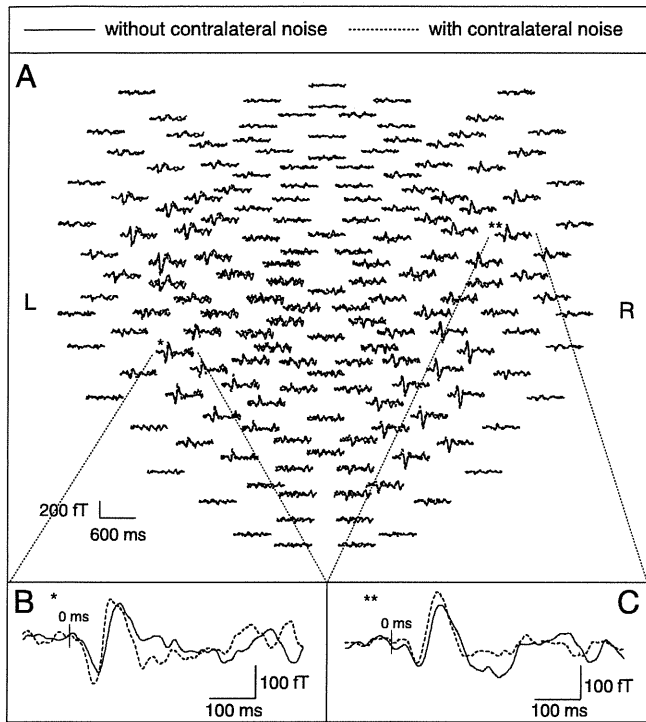 without contralateral noise with contralateral noise
A
**
L
R
*
200 fT
600 ms
B * 0 ms
100 fT
100 ms
** C
0 ms
100 fT
100 ms